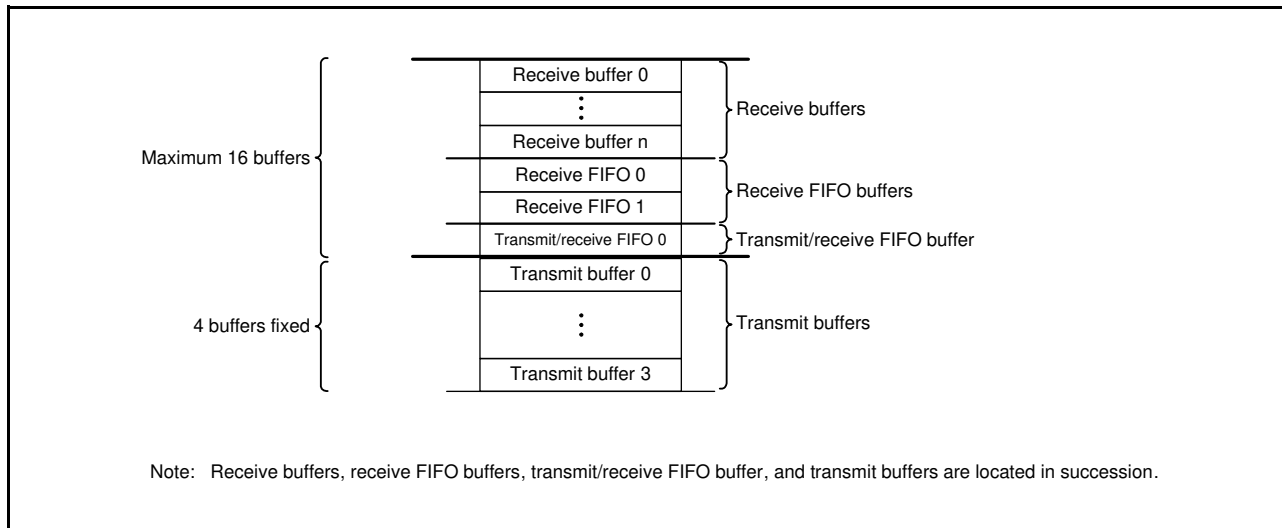 Receive buffer 0
Receive buffer n
Receive buffers
Maximum 16 buffers
Receive FIFO 0
Receive FIFO 1
Receive FIFO buffers
Transmit/receive FIFO 0
Transmit/receive FIFO buffer
Transmit buffer 0
4 buffers fixed
Transmit buffers
Transmit buffer 3
Note: Receive buffers, receive FIFO buffers, transmit/receive FIFO buffer, and transmit buffers are located in succession.